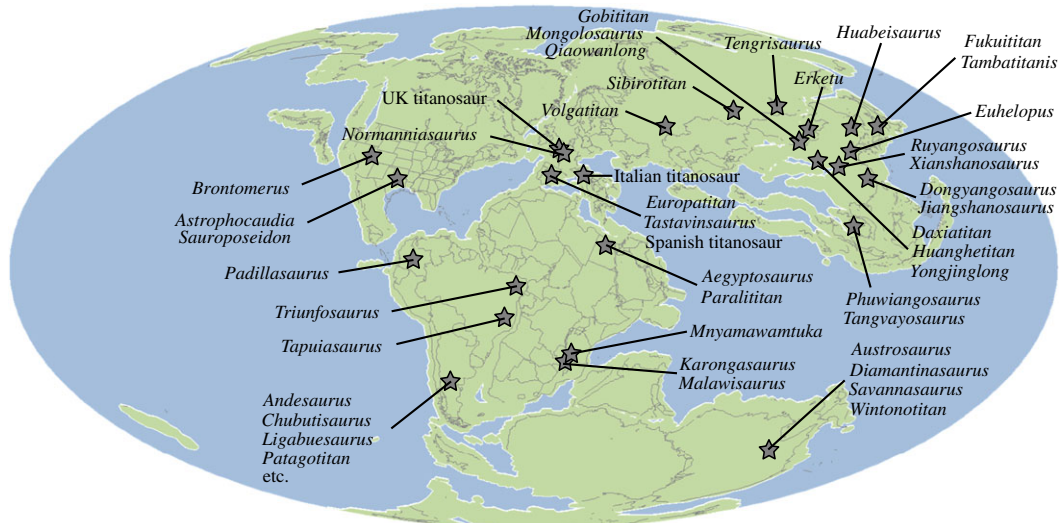 Gobititan
Mongolosaurus
Qiaowanlong
Tengrisaurus
Huabeisaurus
Fukuititan
Tambatitanis
Erketu
Sibirotitan
UK titanosaur
Volgatitan
Euhelopus
Normanniasaurus
Ruyangosaurus
Xianshanosaurus
Brontomerus
Italian titanosaur
Dongyangosaurus
Jiangshanosaurus
Astrophocaudia
Sauroposeidon
Europatitan
Tastavinsaurus
Spanish titanosaur
Daxiatitan
Huanghetitan
Yongjinglong
Padillasaurus
Aegyptosaurus
Paralititan
Triunfosaurus
Phuwiangosaurus
Tangvayosaurus
Tapuiasaurus
Mnyamawamtuka
Karongasaurus
Malawisaurus
Austrosaurus
Diamantinasaurus
Savannasaurus
Wintonotitan
Andesaurus
Chubutisaurus
Ligabuesaurus
Patagotitan
etc.